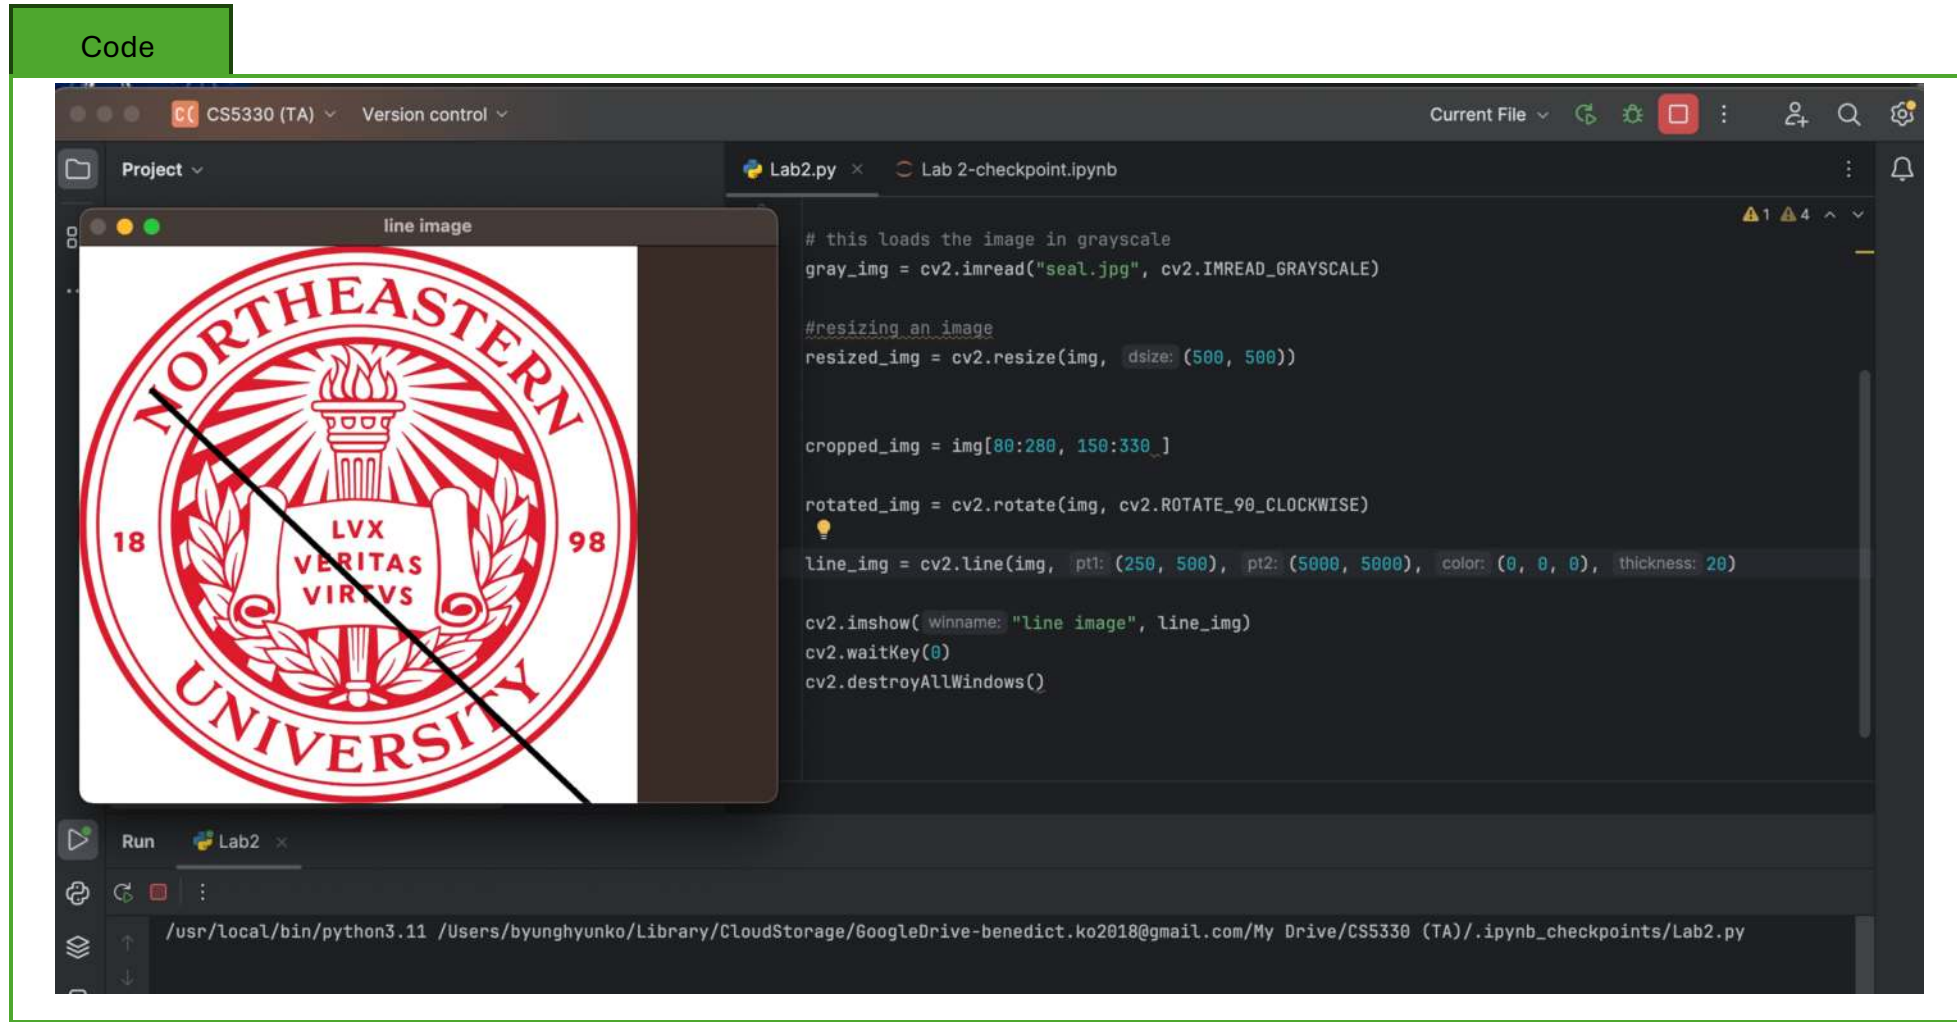 Code
C( CS5330 (TA) Version control Current File
Project
Lab2.py Lab 2-checkpoint.ipynb
1 4
line image
NORTHEASTERN
UNIVERSITY
18 98
LVX
VERITAS
VIRTVS
# this loads the image in grayscale
gray_img = cv2.imread("seal.jpg", cv2.IMREAD_GRAYSCALE)
#resizing an image
resized_img = cv2.resize(img, dsize: (500, 500))
cropped_img = img[80:280, 150:330 ]
rotated_img = cv2.rotate(img, cv2.ROTATE_90_CLOCKWISE)
line_img = cv2.line(img, pt1: (250, 500), pt2: (5000, 5000), color: (0, 0, 0), thickness: 20)
cv2.imshow( winname: "line image", line_img)
cv2.waitKey(0)
cv2.destroyAllWindows()
Run Lab2
/usr/local/bin/python3.11 /Users/byunghyunko/Library/CloudStorage/GoogleDrive-benedict.ko2018@gmail.com/My Drive/CS5330 (TA)/.ipynb_checkpoints/Lab2.py